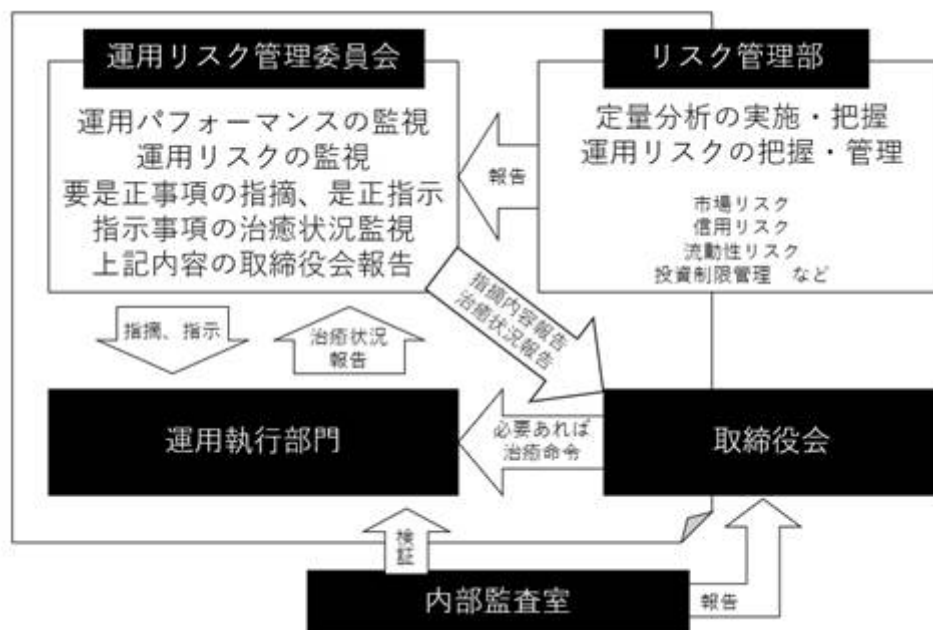 運用リスク管理委員会
運用パフォーマンスの監視
運用リスクの監視
要是正事項の指摘、是正指示
指示事項の治癒状況監視
上記内容の取締役会報告
リスク管理部
定量分析の実施・把握
運用リスクの把握・管理
市場リスク
信用リスク
流動性リスク
投資制限管理　など
報告
指摘内容報告
治癒状況報告
指摘、指示
治癒状況
報告
運用執行部門
必要あれば
治癒命令
取締役会
検証
内部監査室
報告